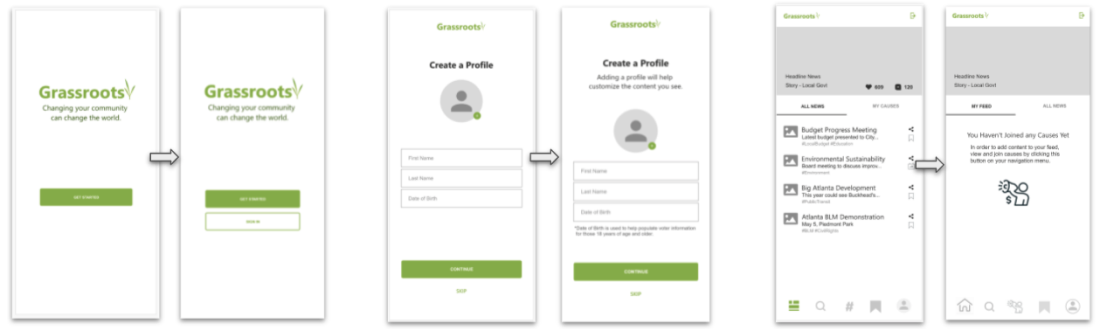 Grassroots
Changing your community
can change the world.
GET STARTED
Grassroots
Changing your community
can change the world.
GET STARTED
SIGN IN
Grassroots
Create a Profile
First Name
Last Name
Date of Birth
CONTINUE
SKIP
Grassroots
Create a Profile
Adding a profile will help
customize the content you see.
First Name
Last Name
Date of Birth
*Date of Birth is used to help populate voter information
for those 18 years of age and older.
CONTINUE
SKIP
Grassroots
Headline News
Story - Local Govt
609
135
ALL NEWS MY CAUSES
Budget Progress Meeting
Latest budget presented to City...
#LocalBudget #Education
Environmental Sustainability
Board meeting to discuss improv...
#Environment
Big Atlanta Development
This year could see Buckhead's...
#PublicTransit
Atlanta BLM Demonstration
May 5, Piedmont Park
#BLM #CivilRights
#
Grassroots
Headline News
Story - Local Govt
MY FEED ALL NEWS
You Haven't Joined any Causes Yet
In order to add content to your feed,
view and join causes by clicking this
button on your navigation menu.